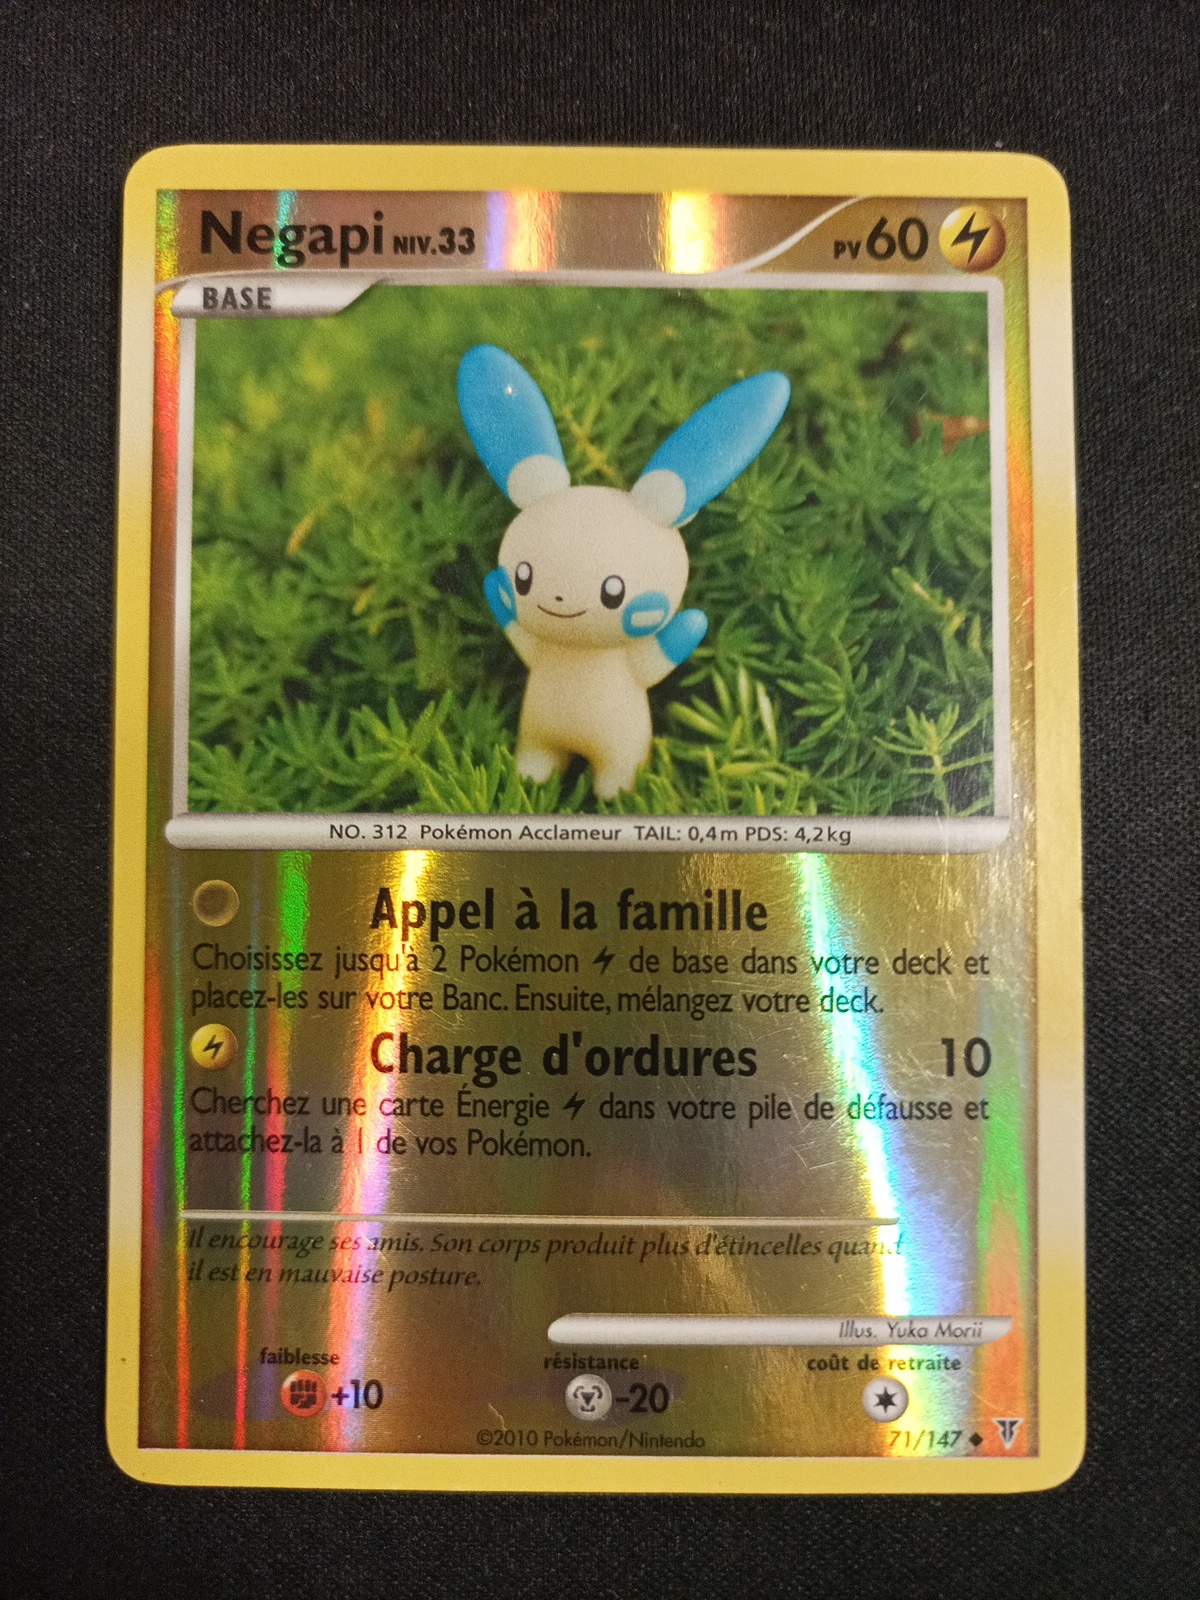 Negapi NIV.33 PV 60
BASE
NO. 312 Pokémon Acclameur TAIL: 0,4m PDS: 4,2kg
Appel à la famille
Choisissez jusqu'à 2 Pokémon de base dans votre deck et
placez-les sur votre Banc. Ensuite, mélangez votre deck.
Charge d'ordures 10
Cherchez une carte Énergie dans votre pile de défausse et
attachez-la à 1 de vos Pokémon.
Il encourage ses amis. Son corps produit plus d'étincelles quand
il est en mauvaise posture.
Illus. Yuka Morii
faiblesse résistance coût de retraite
+10 -20
©2010 Pokémon/Nintendo 71/147